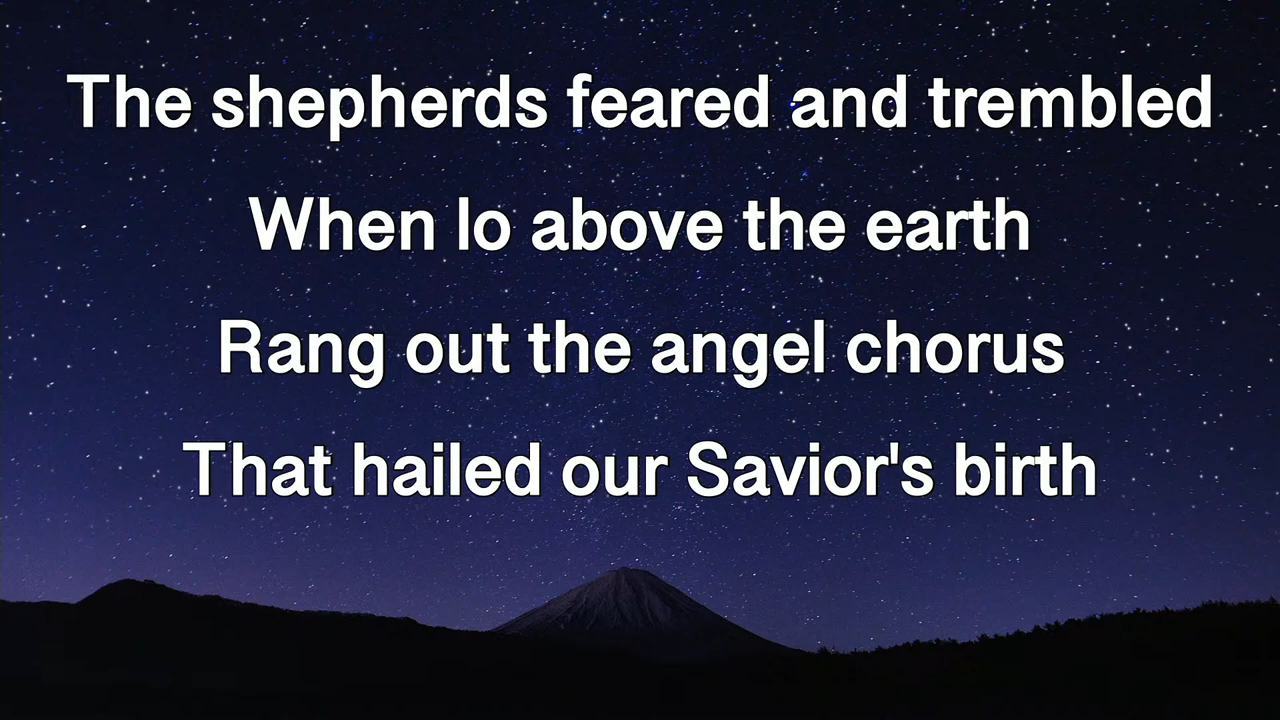 The shepherds feared and trembled
When lo above the earth
Rang out the angel chorus
That hailed our Savior's birth